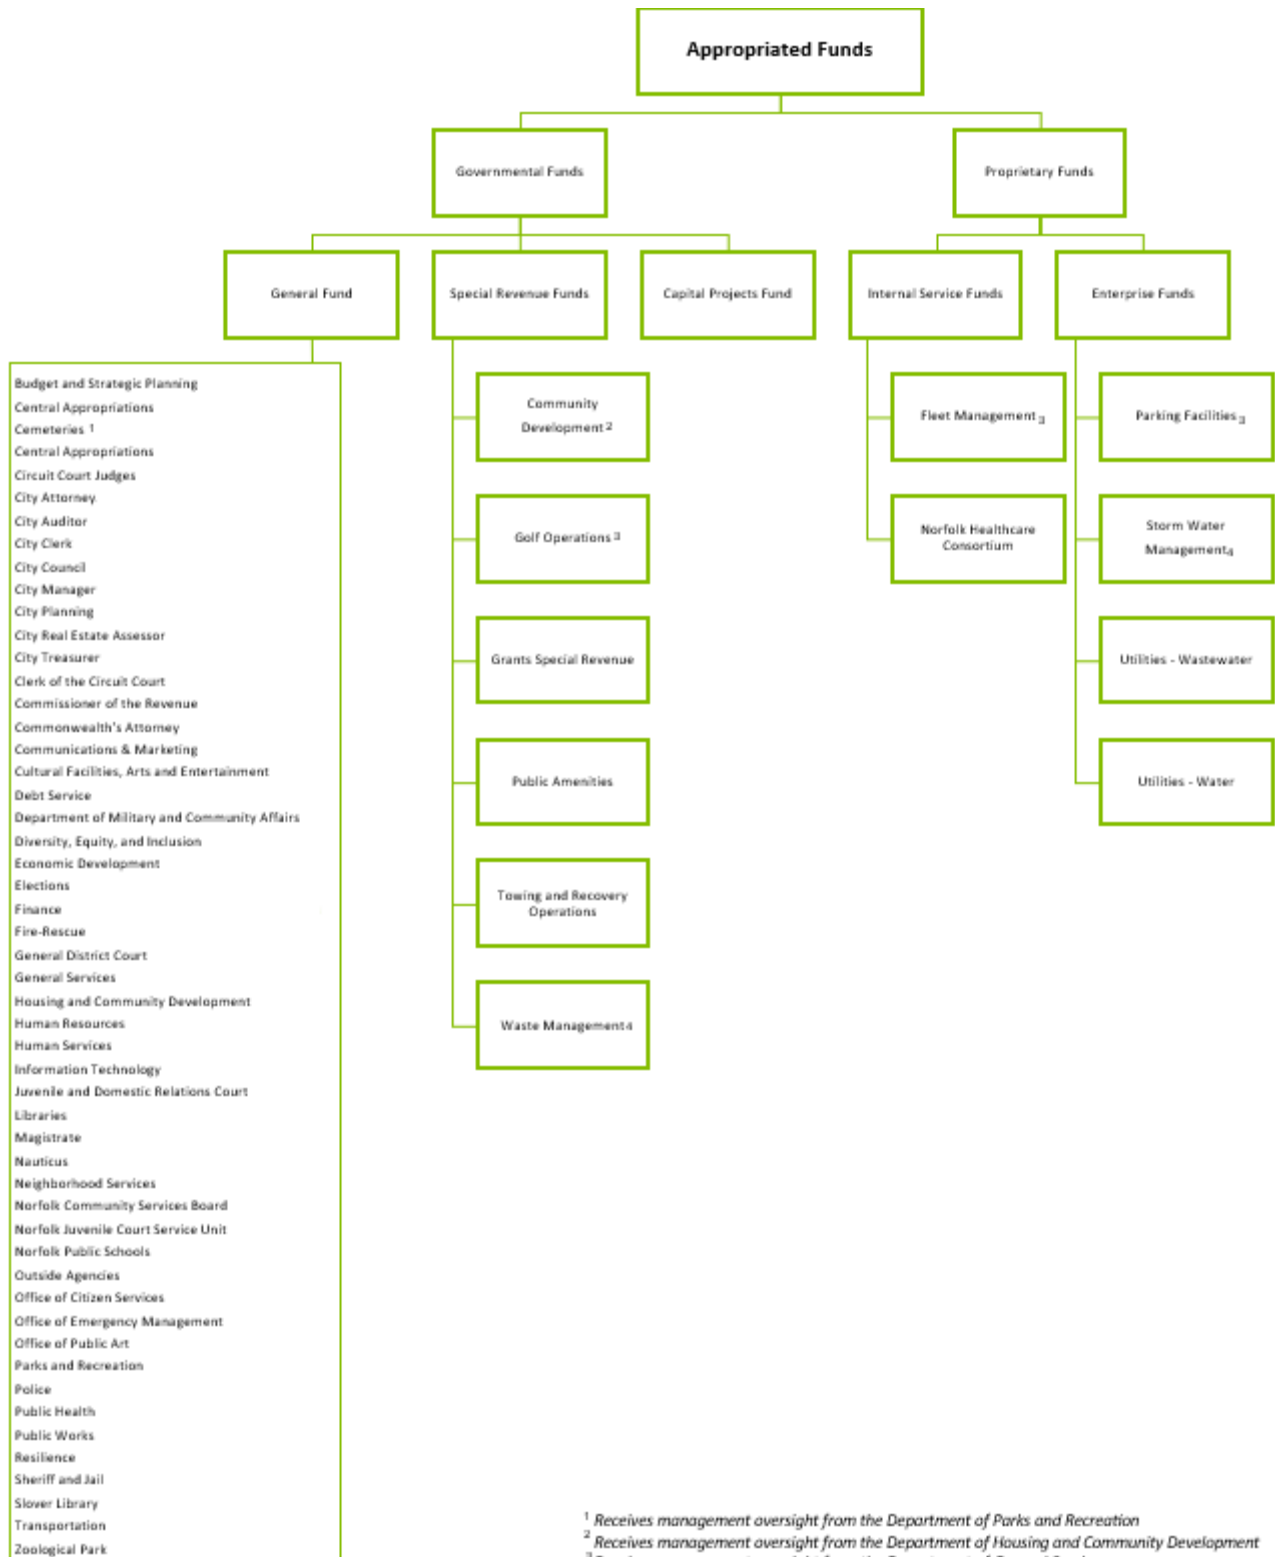 Appropriated Funds
Governmental Funds
Proprietary Funds
General Fund
Special Revenue Funds
Capital Projects Fund
Internal Service Funds
Enterprise Funds
Budget and Strategic Planning
Central Appropriations
Cemeteries 1
Central Appropriations
Circuit Court Judges
City Attorney
City Auditor
City Clerk
City Council
City Manager
City Planning
City Real Estate Assessor
City Treasurer
Clerk of the Circuit Court
Commissioner of the Revenue
Commonwealth's Attorney
Communications & Marketing
Cultural Facilities, Arts and Entertainment
Debt Service
Department of Military and Community Affairs
Diversity, Equity, and Inclusion
Economic Development
Elections
Finance
Fire-Rescue
General District Court
General Services
Housing and Community Development
Human Resources
Human Services
Information Technology
Juvenile and Domestic Relations Court
Libraries
Magistrate
Nauticus
Neighborhood Services
Norfolk Community Services Board
Norfolk Juvenile Court Service Unit
Norfolk Public Schools
Outside Agencies
Office of Citizen Services
Office of Emergency Management
Office of Public Art
Parks and Recreation
Police
Public Health
Public Works
Resilience
Sheriff and Jail
Slover Library
Transportation
Zoological Park
Community
Development 2
Golf Operations 3
Grants Special Revenue
Public Amenities
Towing and Recovery
Operations
Waste Management 4
Fleet Management 3
Norfolk Healthcare
Consortium
Parking Facilities 3
Storm Water
Management 4
Utilities - Wastewater
Utilities - Water
1 Receives management oversight from the Department of Parks and Recreation
2 Receives management oversight from the Department of Housing and Community Development